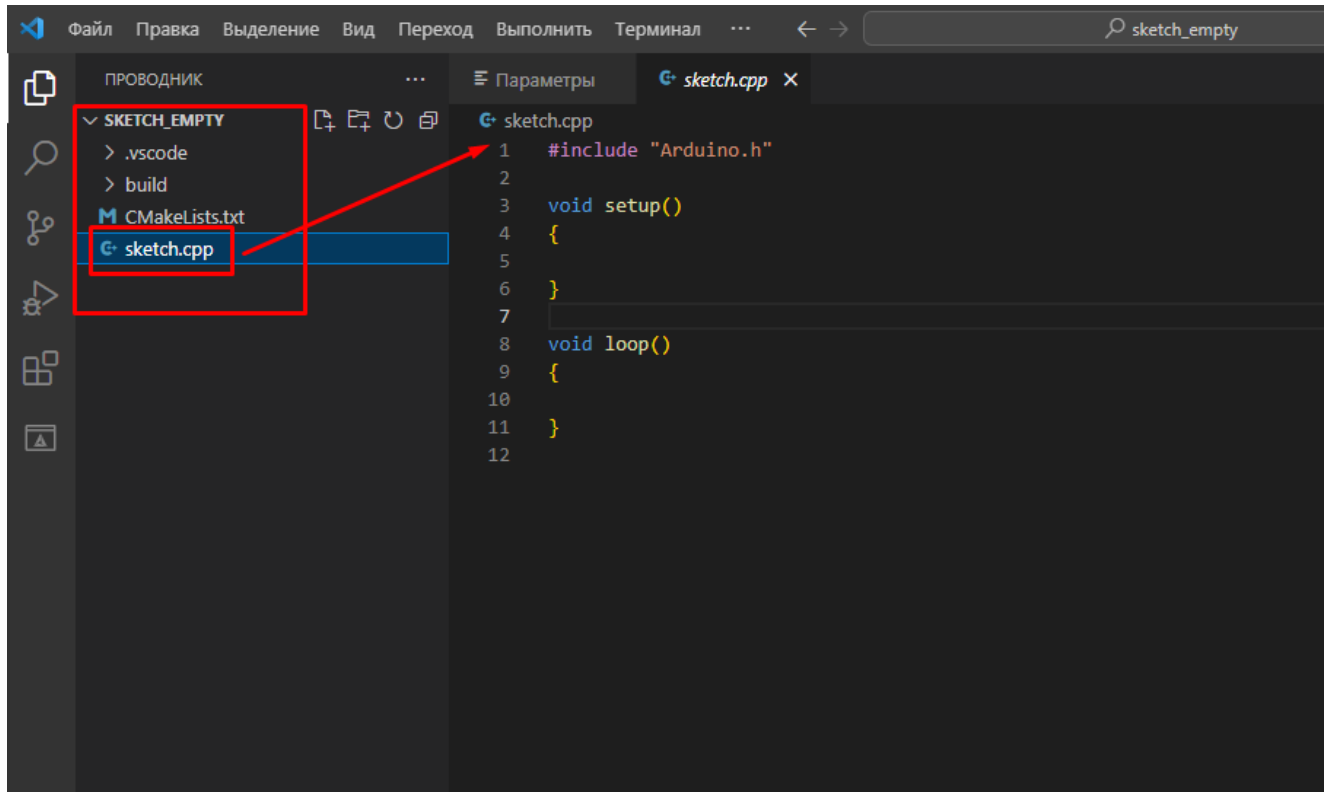 Файл Правка Выделение Вид Переход Выполнить Терминал ··· sketch_empty
ПРОВОДНИК ···
SKETCH_EMPTY
.vscode
build
CMakeLists.txt
sketch.cpp
Параметры sketch.cpp
sketch.cpp
1 #include "Arduino.h"
2
3 void setup()
4 {
5
6 }
7
8 void loop()
9 {
10
11 }
12